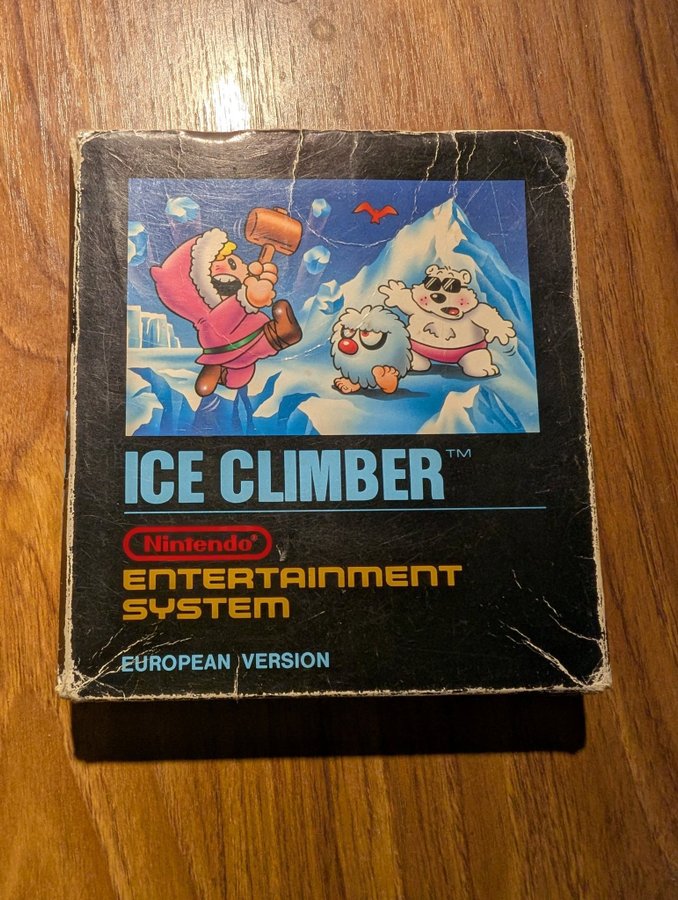 ICE CLIMBER™
Nintendo®
ENTERTAINMENT
SYSTEM
EUROPEAN VERSION